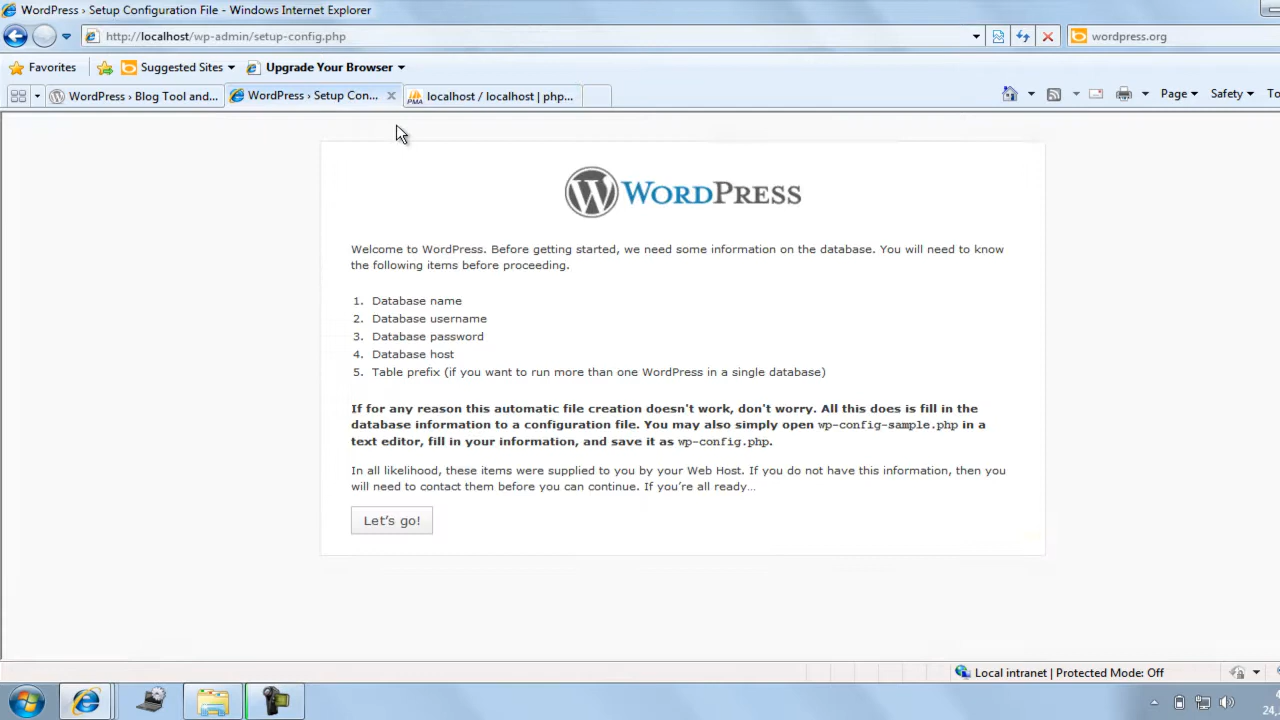 WordPress › Setup Configuration File - Windows Internet Explorer
http://localhost/wp-admin/setup-config.php
wordpress.org
Favorites
Suggested Sites
Upgrade Your Browser
WordPress › Blog Tool and...
WordPress › Setup Con...
PMA
localhost / localhost | php...
Page
Safety
To
W WORDPRESS
Welcome to WordPress. Before getting started, we need some information on the database. You will need to know
the following items before proceeding.
1. Database name
2. Database username
3. Database password
4. Database host
5. Table prefix (if you want to run more than one WordPress in a single database)
If for any reason this automatic file creation doesn't work, don't worry. All this does is fill in the
database information to a configuration file. You may also simply open wp-config-sample.php in a
text editor, fill in your information, and save it as wp-config.php.
In all likelihood, these items were supplied to you by your Web Host. If you do not have this information, then you
will need to contact them before you can continue. If you’re all ready…
Let’s go!
Local intranet | Protected Mode: Off
24,